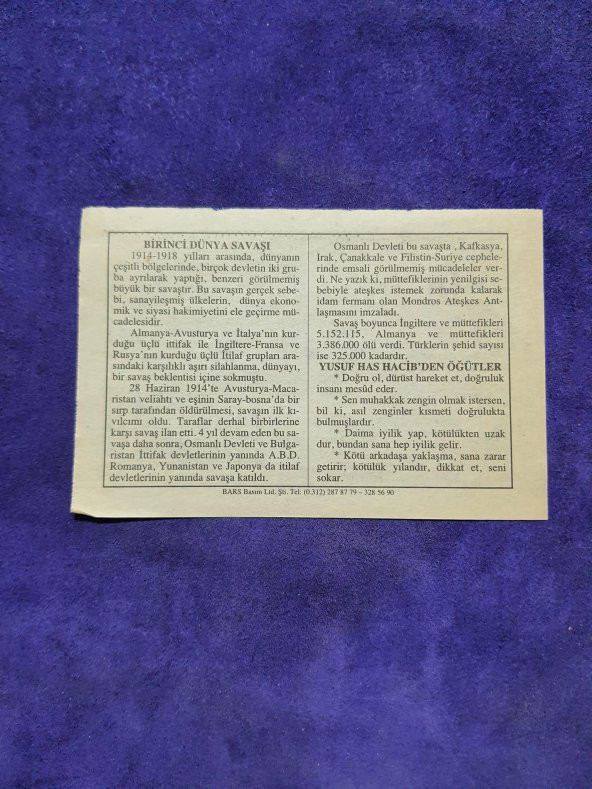 BİRİNCİ DÜNYA SAVAŞI
1914-1918 yılları arasında, dünyanın
çeşitli bölgelerinde, birçok devletin iki gru-
ba ayrılarak yaptığı, benzeri görülmemiş
büyük bir savaştır. Bu savaşın gerçek sebe-
bi, sanayileşmiş ülkelerin, dünya ekono-
mik ve siyasi hakimiyetini ele geçirme mü-
cadelesidir.
Almanya-Avusturya ve İtalya'nın kur-
duğu üçlü ittifak ile İngiltere-Fransa ve
Rusya'nın kurduğu üçlü İtilaf grupları ara-
sındaki karşılıklı aşırı silahlanma, dünyayı,
bir savaş beklentisi içine sokmuştu.
28 Haziran 1914'te Avusturya-Maca-
ristan veliahtı ve eşinin Saray-bosna'da bir
sırp tarafından öldürülmesi, savaşın ilk kı-
vılcımı oldu. Taraflar derhal birbirlerine
karşı savaş ilan etti. 4 yıl devam eden bu sa-
vaşa daha sonra, Osmanlı Devleti ve Bulga-
ristan İttifak devletlerinin yanında A.B.D.
Romanya, Yunanistan ve Japonya da itilaf
devletlerinin yanında savaşa katıldı.
Osmanlı Devleti bu savaşta , Kafkasya,
Irak, Çanakkale ve Filistin-Suriye cephele-
rinde emsali görülmemiş mücadeleler ver-
di. Ne yazık ki, müttefiklerinin yenilgisi se-
bebiyle ateşkes istemek zorunda kalarak
idam fermanı olan Mondros Ateşkes Ant-
laşmasını imzaladı.
Savaş boyunca İngiltere ve müttefikleri
5.152.115, Almanya ve müttefikleri
3.386.000 ölü verdi. Türklerin şehid sayısı
ise 325.000 kadardır.
YUSUF HAS HACİB'DEN ÖĞÜTLER
* Doğru ol, dürüst hareket et, doğruluk
insanı mesûd eder.
* Sen muhakkak zengin olmak istersen,
bil ki, asıl zenginler kısmeti doğrulukta
bulmuşlardır.
* Daima iyilik yap, kötülükten uzak
dur, bundan sana hep iyilik gelir.
* Kötü arkadaşa yaklaşma, sana zarar
getirir; kötülük yılandır, dikkat et, seni
sokar.
BARS Basım Ltd. Şti. Tel: (0.312) 287 87 79 - 328 56 90